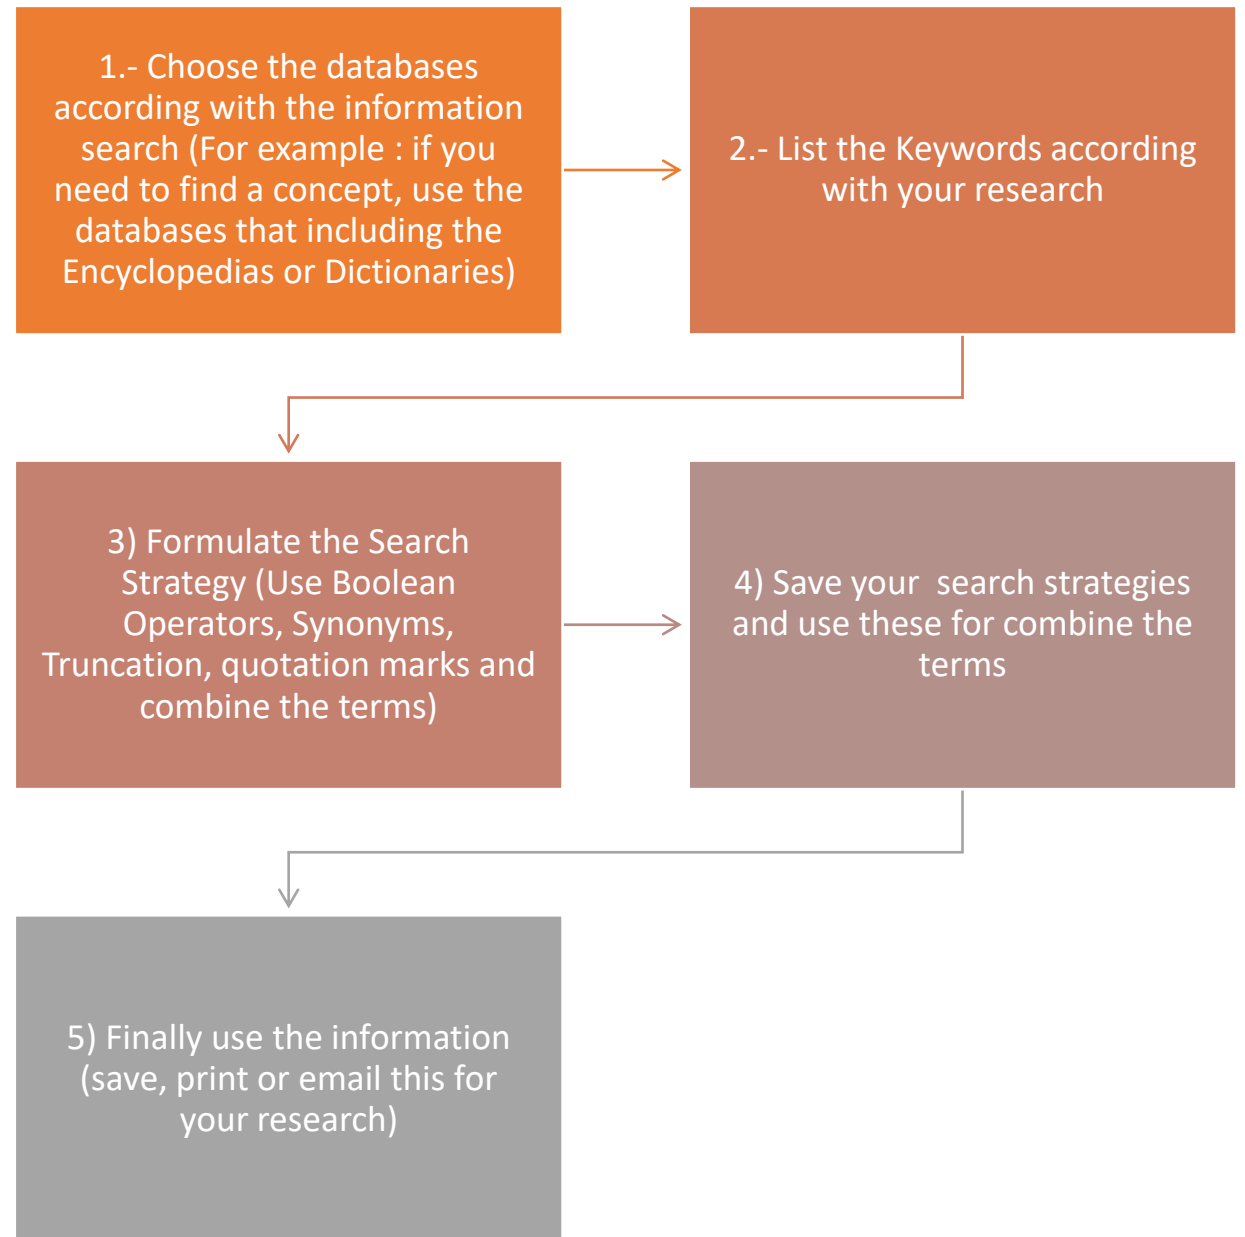 1.- Choose the databases
according with the information
search (For example : if you
need to find a concept, use the
databases that including the
Encyclopedias or Dictionaries)
2.- List the Keywords according
with your research
3) Formulate the Search
Strategy (Use Boolean
Operators, Synonyms,
Truncation, quotation marks and
combine the terms)
4) Save your  search strategies
and use these for combine the
terms
5) Finally use the information
(save, print or email this for
your research)